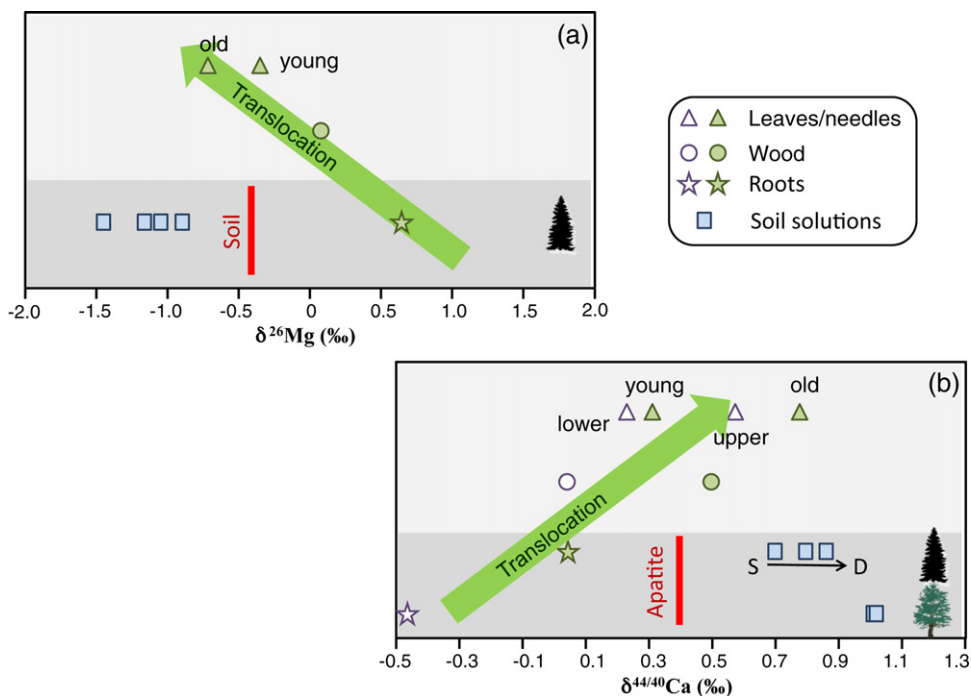 (a)
old
young
Translocation
Soil
-2.0 -1.5 -1.0 -0.5 0 0.5 1.0 1.5 2.0
δ²⁶Mg (‰)
Leaves/needles
Wood
Roots
Soil solutions
(b)
young
old
lower
upper
Translocation
Apatite
S
D
-0.5 -0.3 -0.1 0.1 0.3 0.5 0.7 0.9 1.1 1.3
δ⁴⁴/⁴⁰Ca (‰)